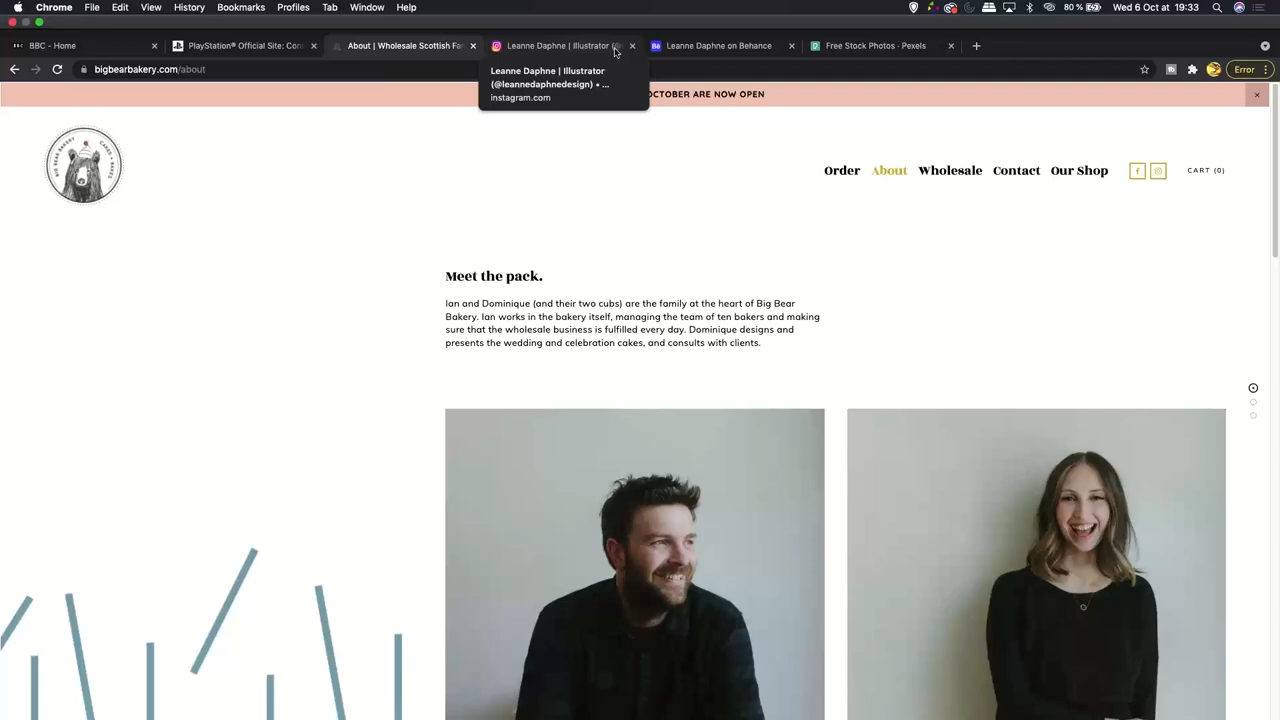 Chrome File Edit View History Bookmarks Profiles Tab Window Help 80 % Wed 6 Oct at 19:33
BBC - Home PlayStation® Official Site: Con About | Wholesale Scottish Fa Leanne Daphne | Illustrator Leanne Daphne on Behance Free Stock Photos · Pexels
bigbearbakery.com/about Error
Leanne Daphne | Illustrator
(@leannedaphnedesign) • ...
instagram.com
OCTOBER ARE NOW OPEN
BIG BEAR BAKERY CAKES + BAKES
Order About Wholesale Contact Our Shop CART (0)
Meet the pack.
Ian and Dominique (and their two cubs) are the family at the heart of Big Bear
Bakery. Ian works in the bakery itself, managing the team of ten bakers and making
sure that the wholesale business is fulfilled every day. Dominique designs and
presents the wedding and celebration cakes, and consults with clients.